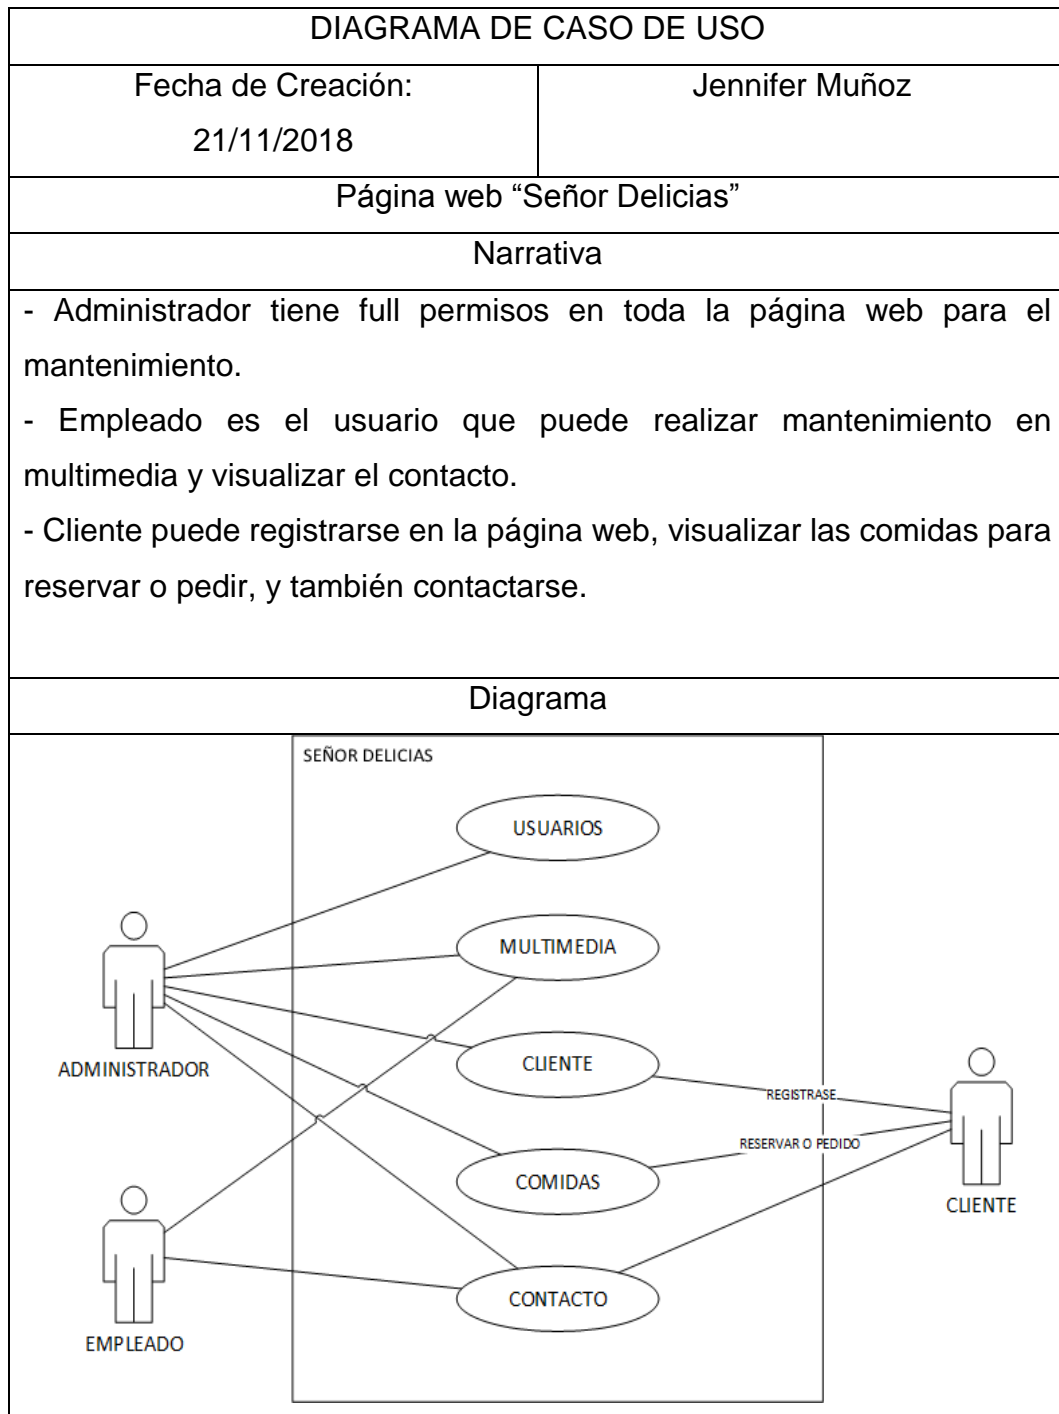 DIAGRAMA DE CASO DE USO
Fecha de Creación:
21/11/2018
Jennifer Muñoz
Página web “Señor Delicias”
Narrativa
- Administrador tiene full permisos en toda la página web para el
mantenimiento.
- Empleado es el usuario que puede realizar mantenimiento en
multimedia y visualizar el contacto.
- Cliente puede registrarse en la página web, visualizar las comidas para
reservar o pedir, y también contactarse.
Diagrama
SEÑOR DELICIAS
USUARIOS
MULTIMEDIA
ADMINISTRADOR
CLIENTE
REGISTRASE
RESERVAR O PEDIDO
COMIDAS
CLIENTE
CONTACTO
EMPLEADO